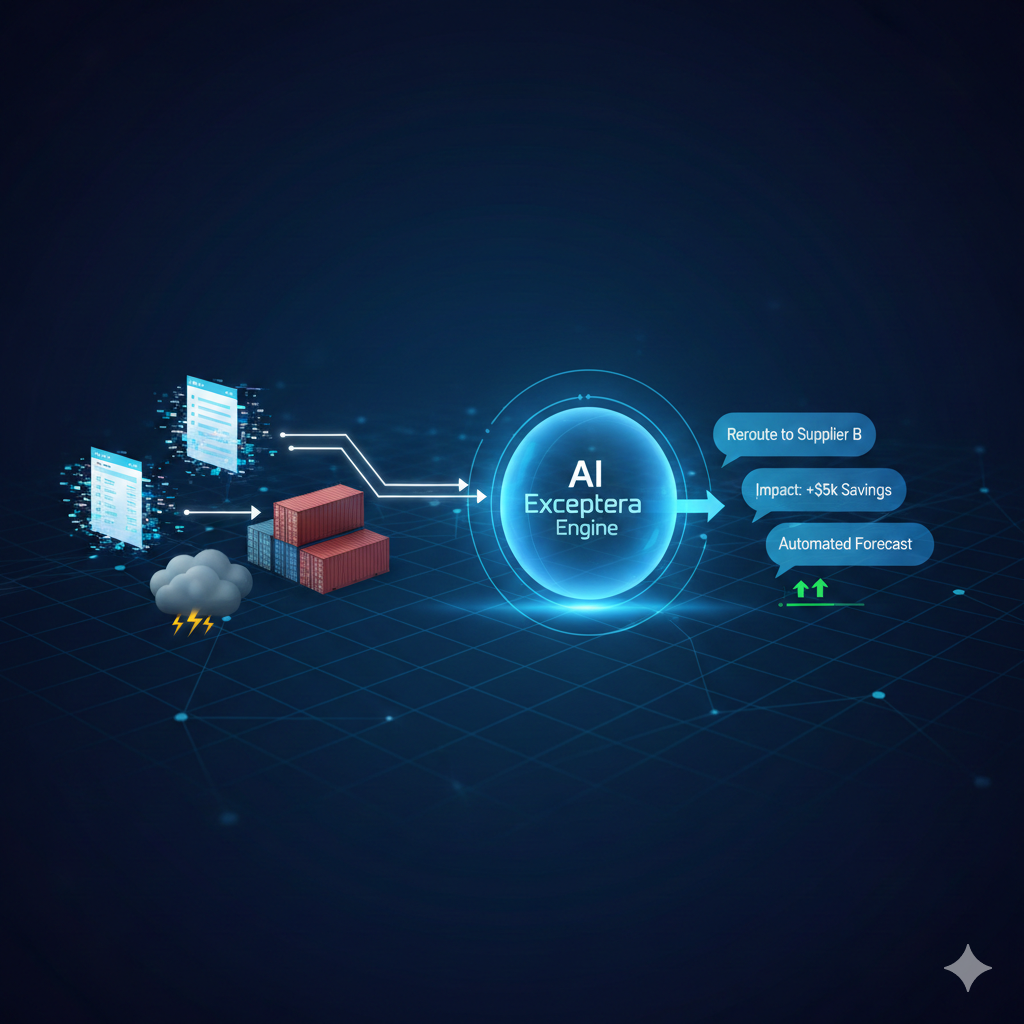 AI
Exceptera
Engine
Reroute to Supplier B
Impact: +$5k Savings
Automated Forecast